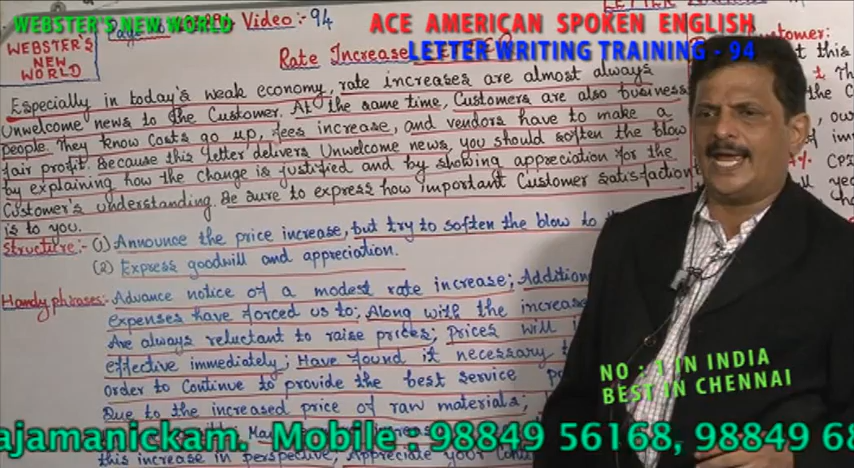 WEBSTER'S NEW WORLD
Video:- 94
ACE AMERICAN SPOKEN ENGLISH
LETTER WRITING TRAINING - 94
WEBSTER'S
NEW
WORLD
Rate Increase
Customer:
Especially in today's weak economy, rate increases are almost always
Unwelcome news to the Customer. At the same time, Customers are also business
people. They know costs go up, fees increase, and vendors have to make a
fair profit. Because this letter delivers Unwelcome news, you should soften the blow
by explaining how the change is justified and by showing appreciation for the
Customer's understanding. Be sure to express how important Customer satisfaction
is to you.
Structure:- (1) Announce the price increase, but try to soften the blow to
(2) Express goodwill and appreciation.
Handy phrases:- Advance notice of a modest rate increase; Addition
expenses have forced us to; Along with the increase
Are always reluctant to raise prices; Prices will
effective immediately; Have found it necessary
order to Continue to provide the best service
Due to the increased price of raw materials;
this increase in perspective; Appreciate your
NO : 1 IN INDIA
BEST IN CHENNAI
ajamanickam. Mobile : 98849 56168, 98849 68